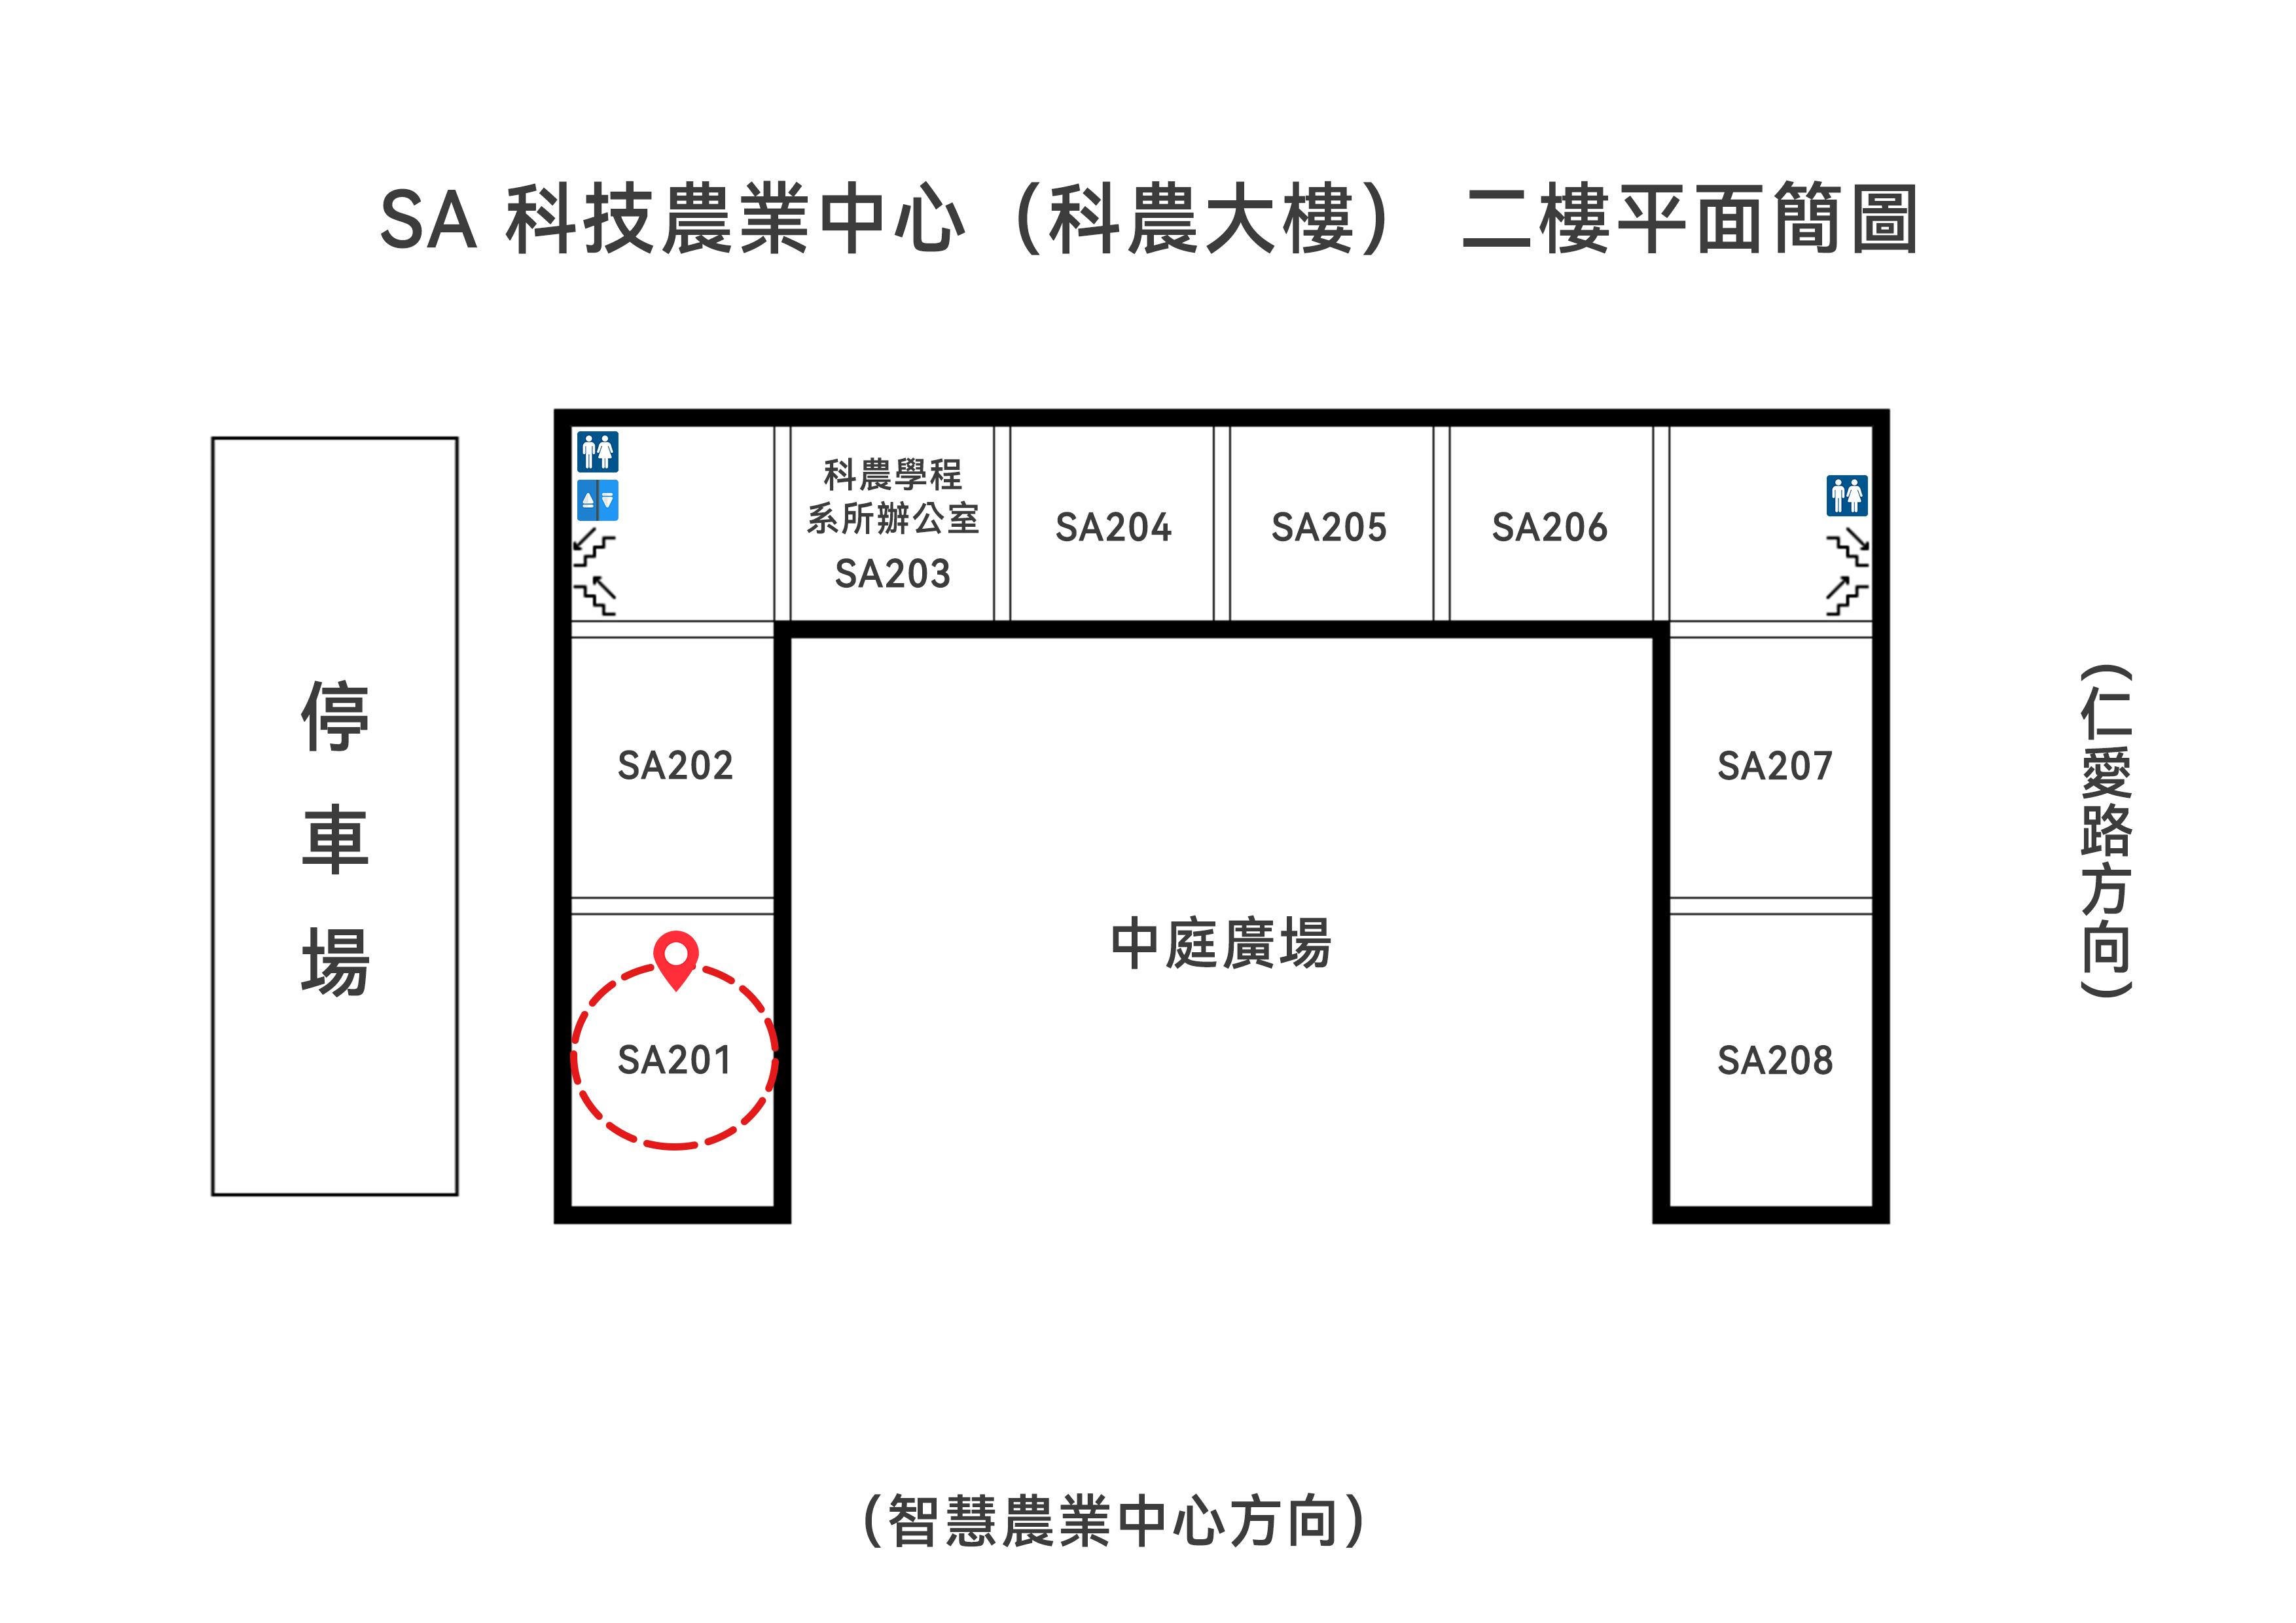 SA 科技農業中心（科農大樓） 二樓平面簡圖
科農學程
系所辦公室
SA203
SA204
SA205
SA206
停車場
SA202
SA207
（仁愛路方向）
中庭廣場
SA201
SA208
（智慧農業中心方向）